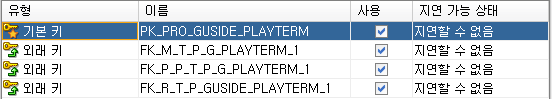 유형 이름 사용 지연 가능 상태
기본 키 PK_PRO_GUSIDE_PLAYTERM 지연할 수 없음
외래 키 FK_M_T_P_G_PLAYTERM_1 지연할 수 없음
외래 키 FK_P_P_T_P_G_PLAYTERM_1 지연할 수 없음
외래 키 FK_R_T_P_GUSIDE_PLAYTERM_1 지연할 수 없음